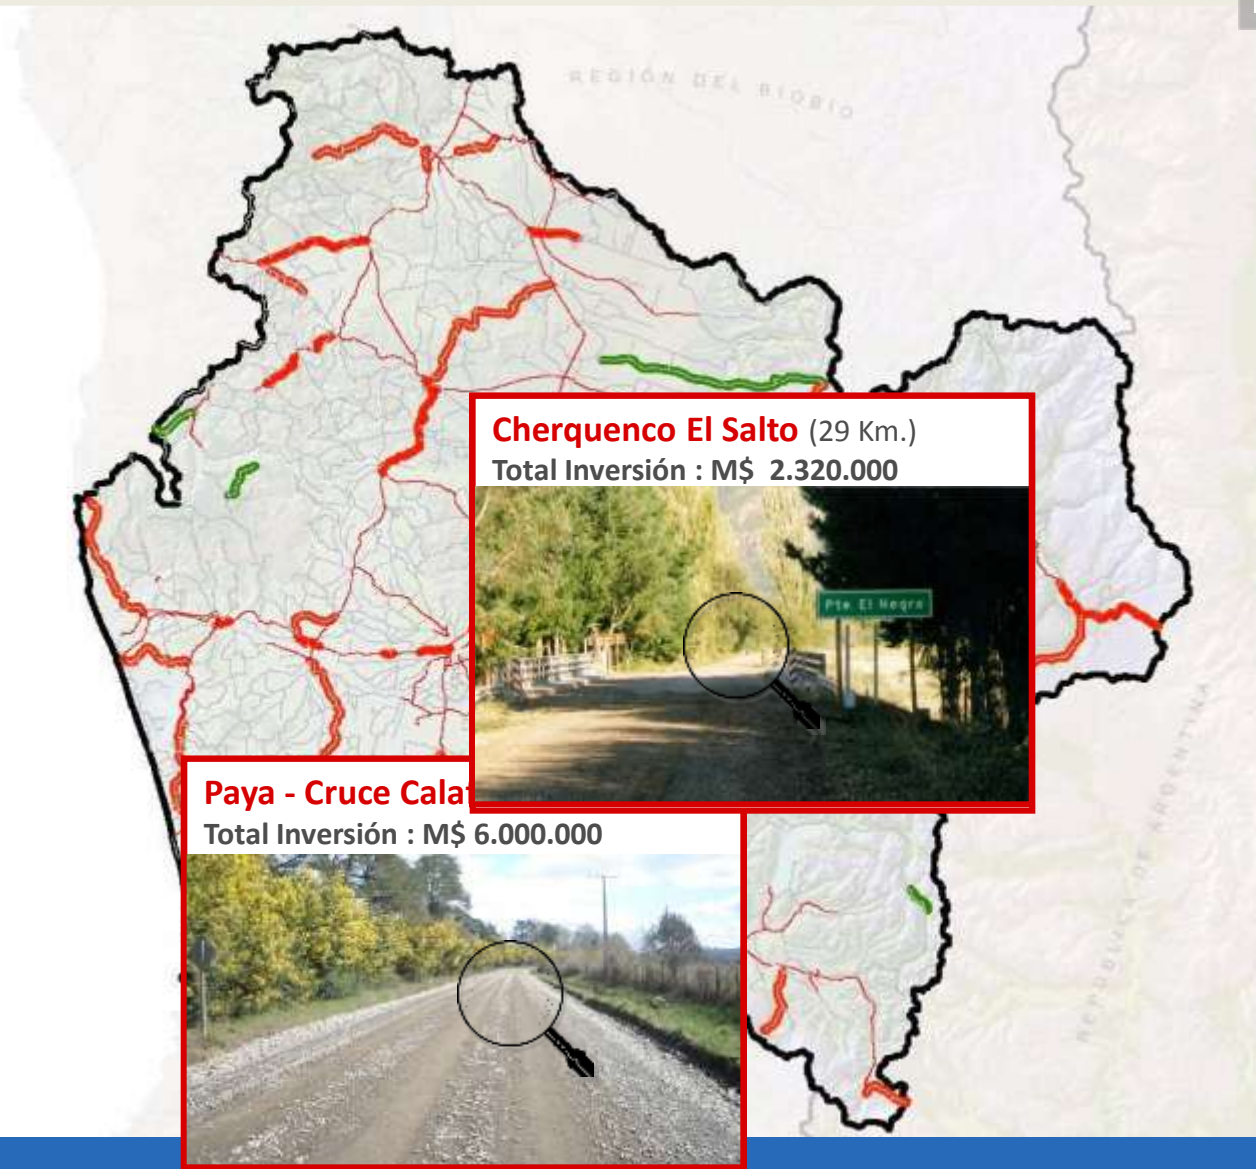 REGIÓN DEL BIOBIO
Cherquenco El Salto (29 Km.)
Total Inversión : M$ 2.320.000
Pte. El Negro
Paya - Cruce
Total Inversión : M$ 6.000.000
REPUBLICA DE ARGENTINA